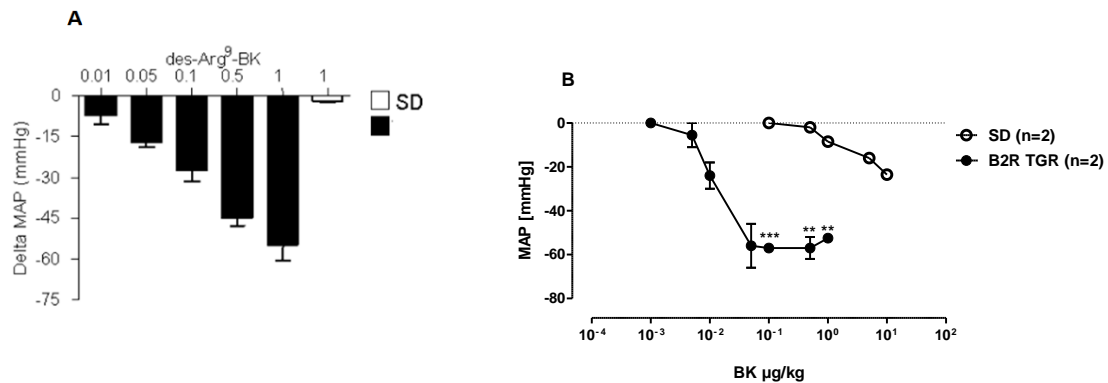 A
des-Arg⁹-BK
0.01 0.05 0.1 0.5 1 1
0
-15
-30
-45
-60
-75
Delta MAP (mmHg)
SD
B
0
-20
-40
-60
-80
MAP [mmHg]
*** ** **
SD (n=2)
B2R TGR (n=2)
10⁻⁴ 10⁻³ 10⁻² 10⁻¹ 10⁰ 10¹ 10²
BK µg/kg